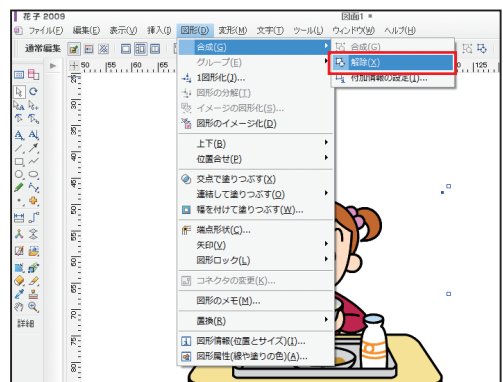 花子 2009
図面1 *
ファイル(F) 編集(E) 表示(V) 挿入(I) 図形(D) 変形(M) 文字(T) ツール(L) ウィンドウ(W) ヘルプ(H)
通常編集
合成(G)
合成(G)
グループ(E)
解除(X)
1図形化(J)...
付加情報の設定(I)...
50 55 60 65
125
図形の分解(T)
イメージの図形化(S)...
図形のイメージ化(D)
上下(B)
位置合せ(P)
交点で塗りつぶす(X)
連結して塗りつぶす(O)
幅を付けて塗りつぶす(W)...
端点形状(C)...
矢印(V)
図形ロック(L)
コネクタの変更(K)...
図形のメモ(M)...
置換(R)
図形情報(位置とサイズ)(I)...
図形属性(線や塗りの色)(A)...
詳細